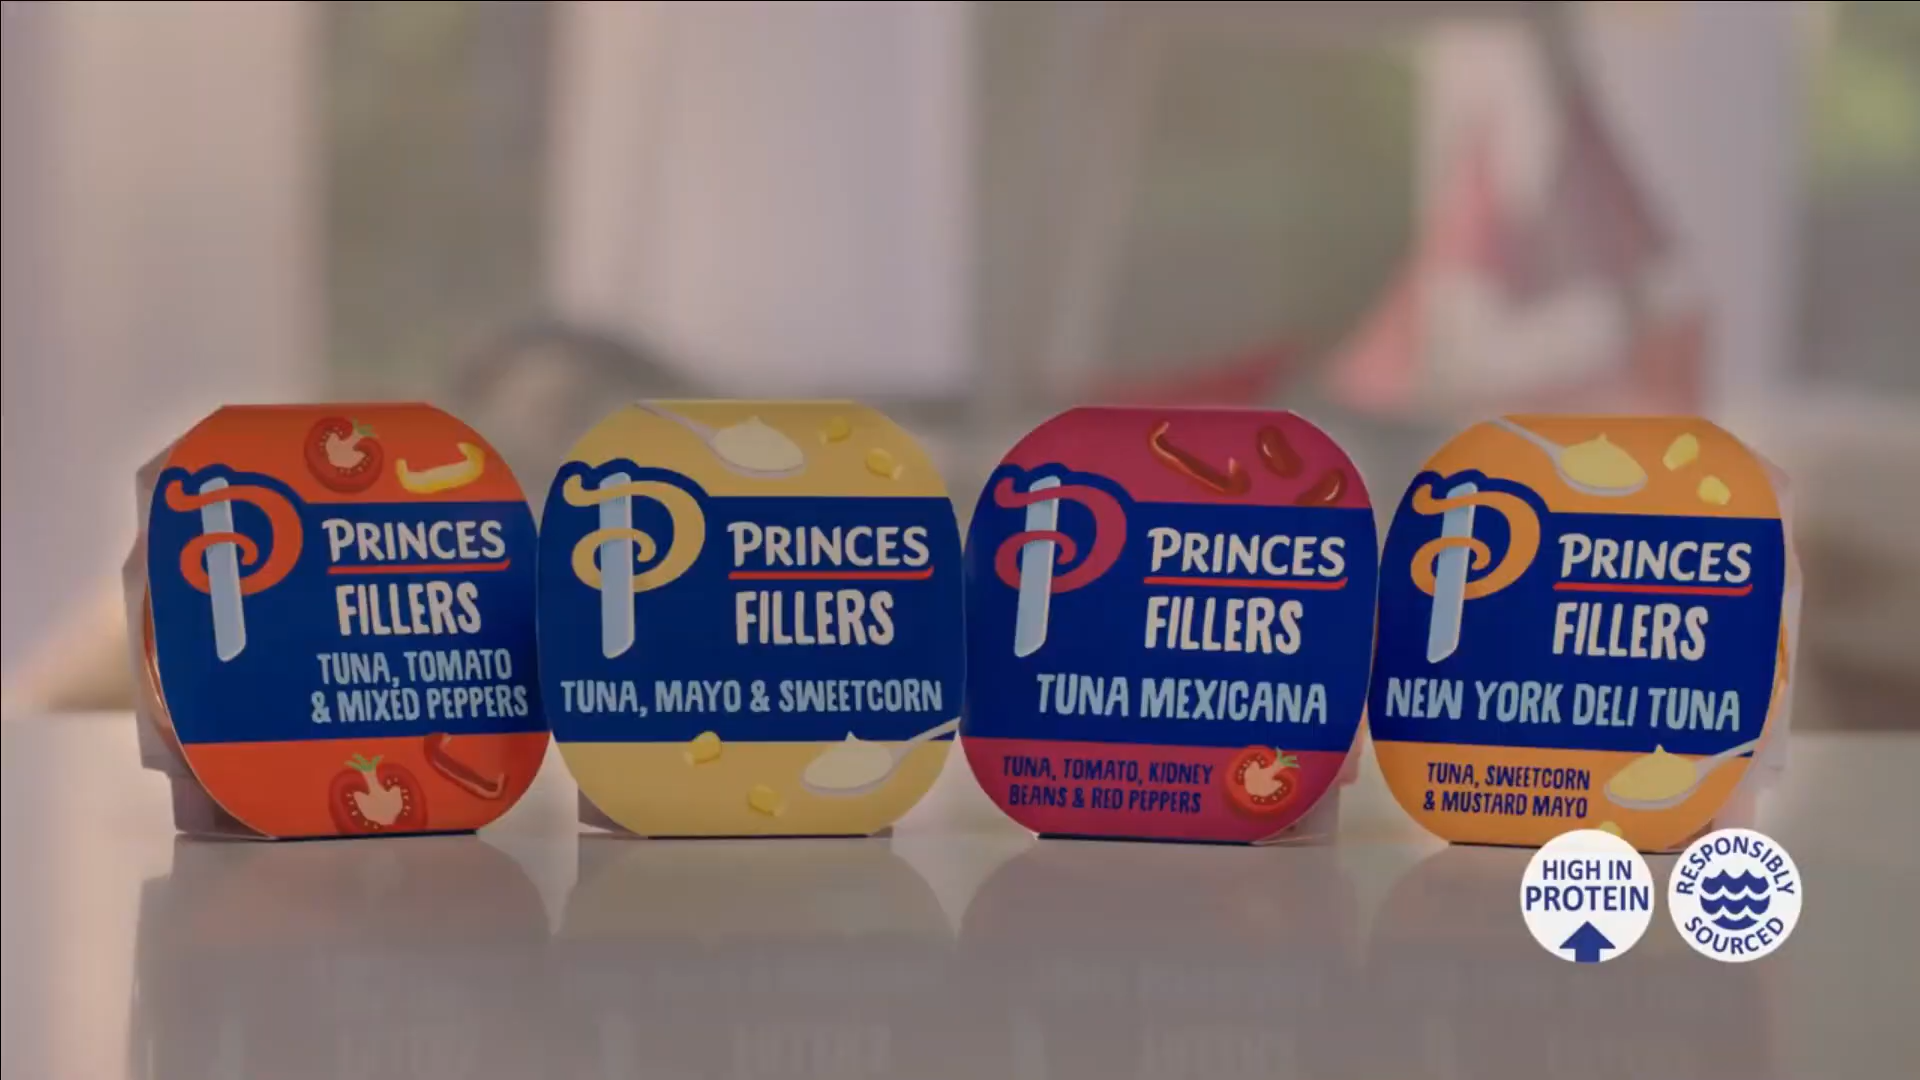 PRINCES
FILLERS
TUNA, TOMATO
& MIXED PEPPERS
PRINCES
FILLERS
TUNA, MAYO & SWEETCORN
PRINCES
FILLERS
TUNA MEXICANA
TUNA, TOMATO, KIDNEY
BEANS & RED PEPPERS
PRINCES
FILLERS
NEW YORK DELI TUNA
TUNA, SWEETCORN
& MUSTARD MAYO
HIGH IN
PROTEIN
RESPONSIBLY
SOURCED